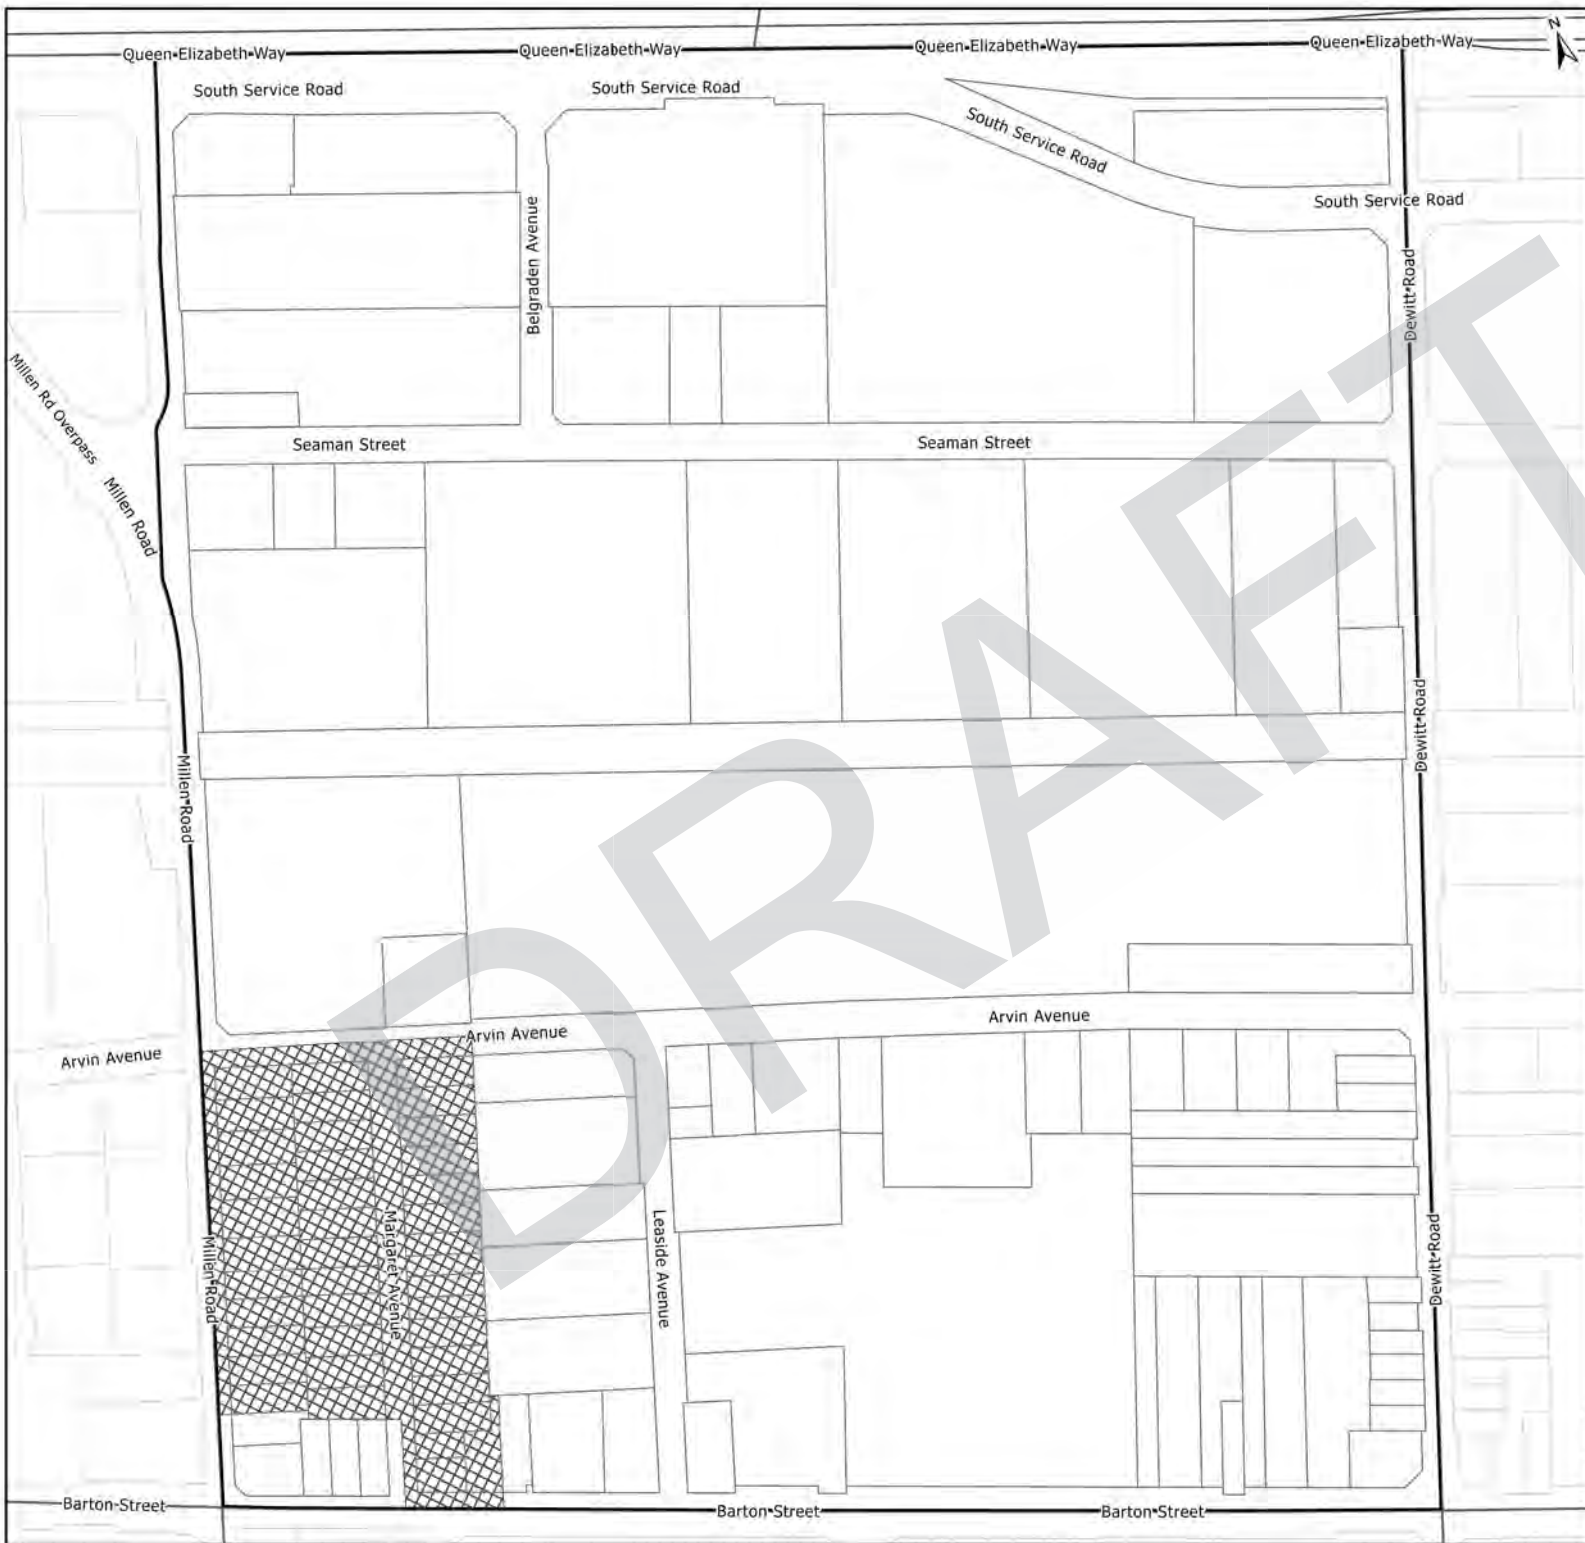 Queen Elizabeth Way
Queen Elizabeth Way
Queen Elizabeth Way
Queen Elizabeth Way
N
South Service Road
South Service Road
South Service Road
South Service Road
Belgraden Avenue
Dewitt Road
Millen Rd Overpass
Millen Road
Seaman Street
Seaman Street
DRAFT
Millen Road
Dewitt Road
Arvin Avenue
Arvin Avenue
Arvin Avenue
Millen Road
Margaret Avenue
Leaside Avenue
Dewitt Road
Barton Street
Barton Street
Barton Street